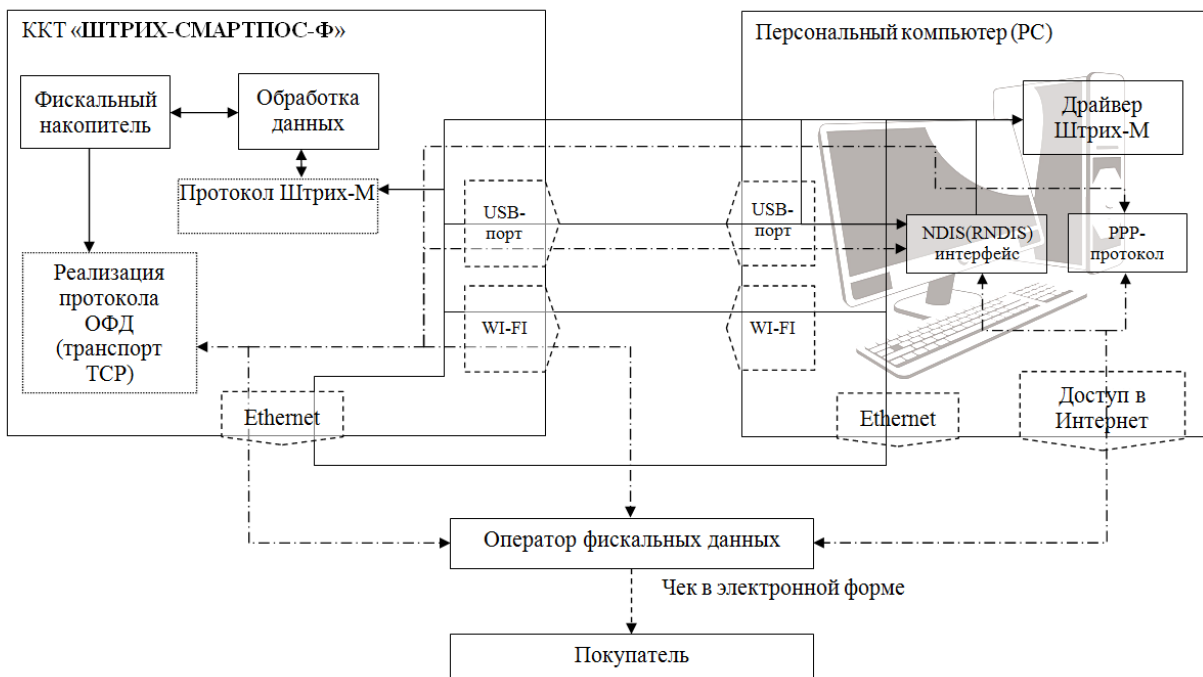 ККТ «ШТРИХ-СМАРТПОС-Ф»
Фискальный
накопитель
Обработка
данных
Протокол Штрих-М
Реализация
протокола
ОФД
(транспорт
TCP)
USB-
порт
WI-FI
Ethernet
Персональный компьютер (PC)
Драйвер
Штрих-М
USB-
порт
NDIS(RNDIS)
интерфейс
PPP-
протокол
WI-FI
Ethernet
Доступ в
Интернет
Оператор фискальных данных
Чек в электронной форме
Покупатель